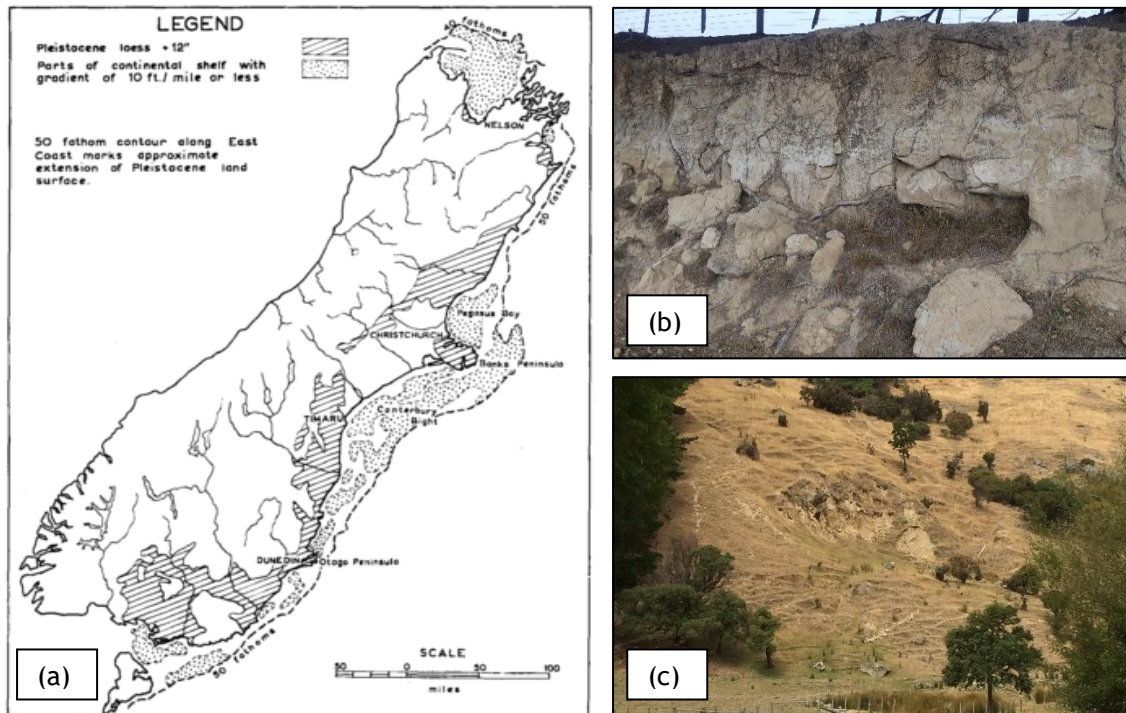 LEGEND
Pleistocene loess +12"
Parts of continental shelf with
gradient of 10 ft./mile or less
50 fathom contour along East
Coast marks approximate
extension of Pleistocene land
surface.
40 fathoms
NELSON
50 fathoms
Pegasus Bay
CHRISTCHURCH
Banks Peninsula
Canterbury
Bight
TIMARU
DUNEDIN
Otago Peninsula
50 fathoms
SCALE
50 0 50 100
miles
(a)
(b)
(c)